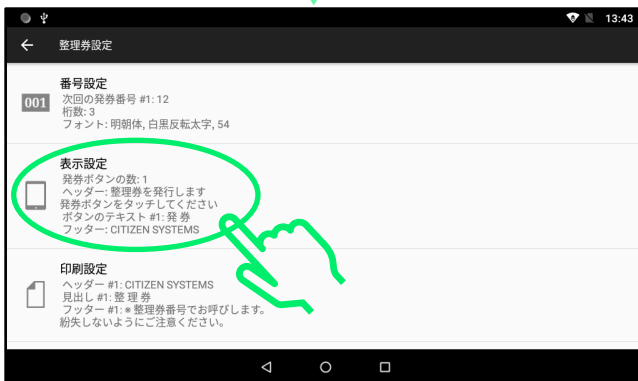 13:43
整理券設定
番号設定
001
次回の発券番号 #1: 12
桁数: 3
フォント: 明朝体, 白黒反転太字, 54
表示設定
発券ボタンの数: 1
ヘッダー: 整理券を発行します
発券ボタンをタッチしてください
ボタンのテキスト #1: 発 券
フッター: CITIZEN SYSTEMS
印刷設定
ヘッダー #1: CITIZEN SYSTEMS
見出し #1: 整 理 券
フッター #1: ※ 整理券番号でお呼びします。
紛失しないようにご注意ください。